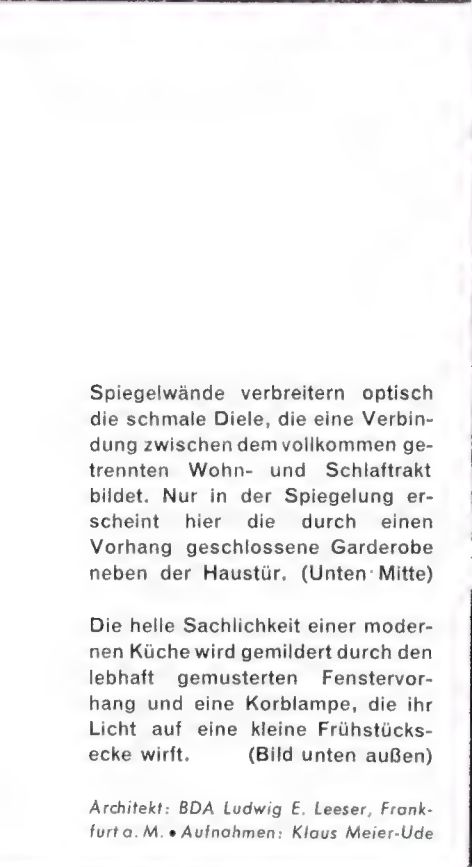 Spiegelwände verbreitern optisch
die schmale Diele, die eine Verbin-
dung zwischen dem vollkommen ge-
trennten Wohn- und Schlaftrakt
bildet. Nur in der Spiegelung er-
scheint hier die durch einen
Vorhang geschlossene Garderobe
neben der Haustür. (Unten Mitte)
Die helle Sachlichkeit einer moder-
nen Küche wird gemildert durch den
lebhaft gemusterten Fenstervor-
hang und eine Korblampe, die ihr
Licht auf eine kleine Frühstücks-
ecke wirft. (Bild unten außen)
Architekt: BDA Ludwig E. Leeser, Frank-
furt a. M. • Aufnahmen: Klaus Meier-Ude